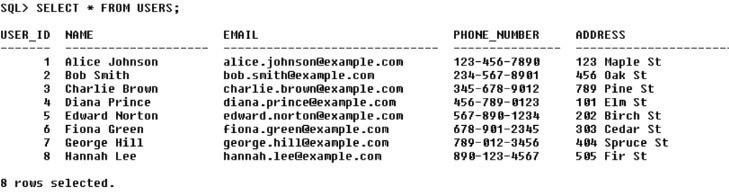 SQL> SELECT * FROM USERS;
USER_ID NAME EMAIL PHONE_NUMBER ADDRESS
------- ------------------------ ------------------------------ --------------- --------------------
1 Alice Johnson alice.johnson@example.com 123-456-7890 123 Maple St
2 Bob Smith bob.smith@example.com 234-567-8901 456 Oak St
3 Charlie Brown charlie.brown@example.com 345-678-9012 789 Pine St
4 Diana Prince diana.prince@example.com 456-789-0123 101 Elm St
5 Edward Norton edward.norton@example.com 567-890-1234 202 Birch St
6 Fiona Green fiona.green@example.com 678-901-2345 303 Cedar St
7 George Hill george.hill@example.com 789-012-3456 404 Spruce St
8 Hannah Lee hannah.lee@example.com 890-123-4567 505 Fir St
8 rows selected.